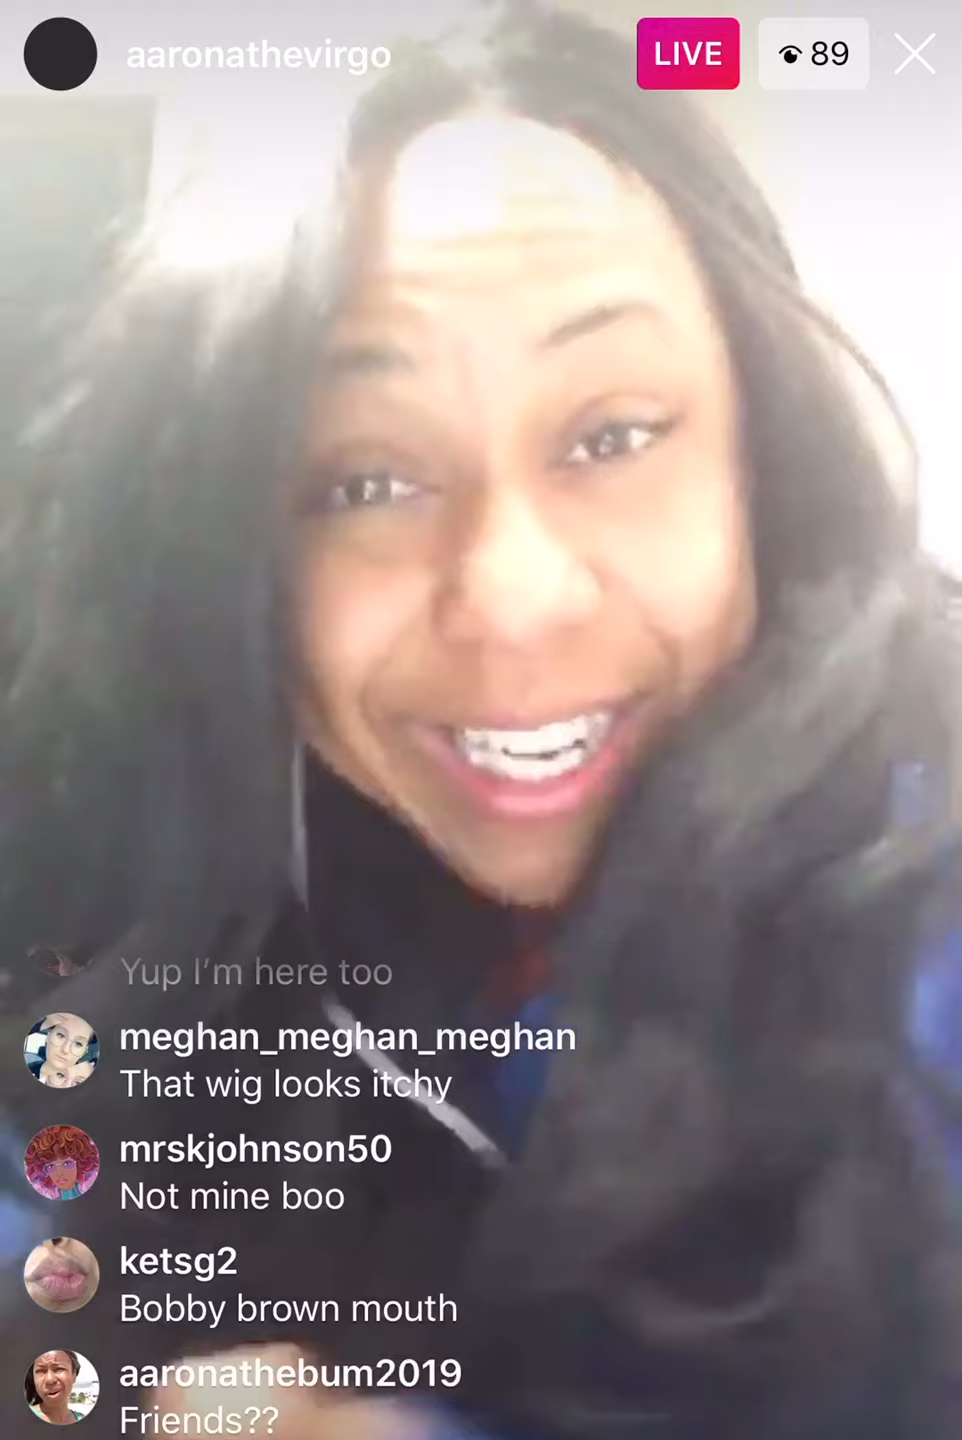 aaronathevirgo
LIVE
89
Yup I’m here too
meghan_meghan_meghan
That wig looks itchy
mrskjohnson50
Not mine boo
ketsg2
Bobby brown mouth
aaronathebum2019
Friends??